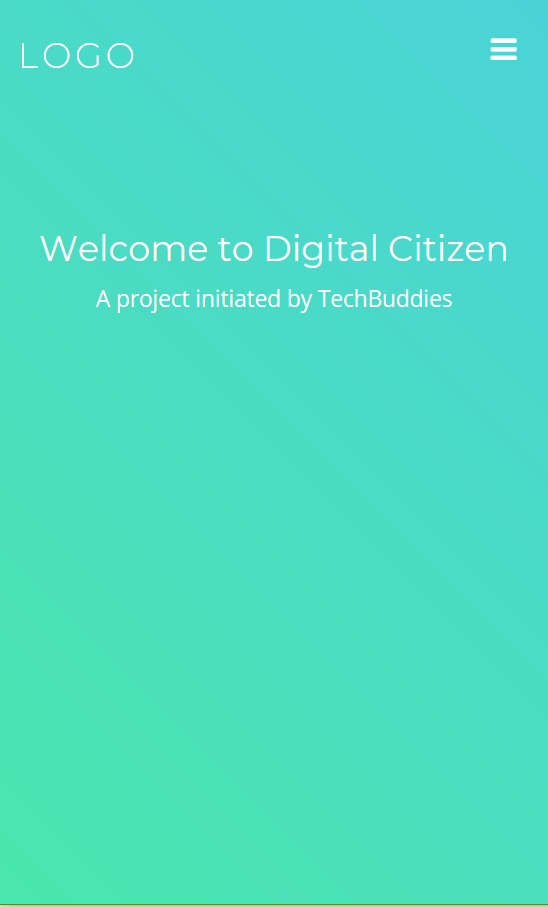 LOGO
Welcome to Digital Citizen
A project initiated by TechBuddies